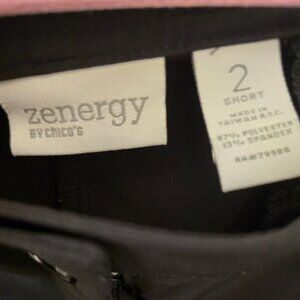 zenergy
BY CHICO'S
2
SHORT
MADE IN
TAIWAN R.O.C.
87% POLYESTER
13% SPANDEX